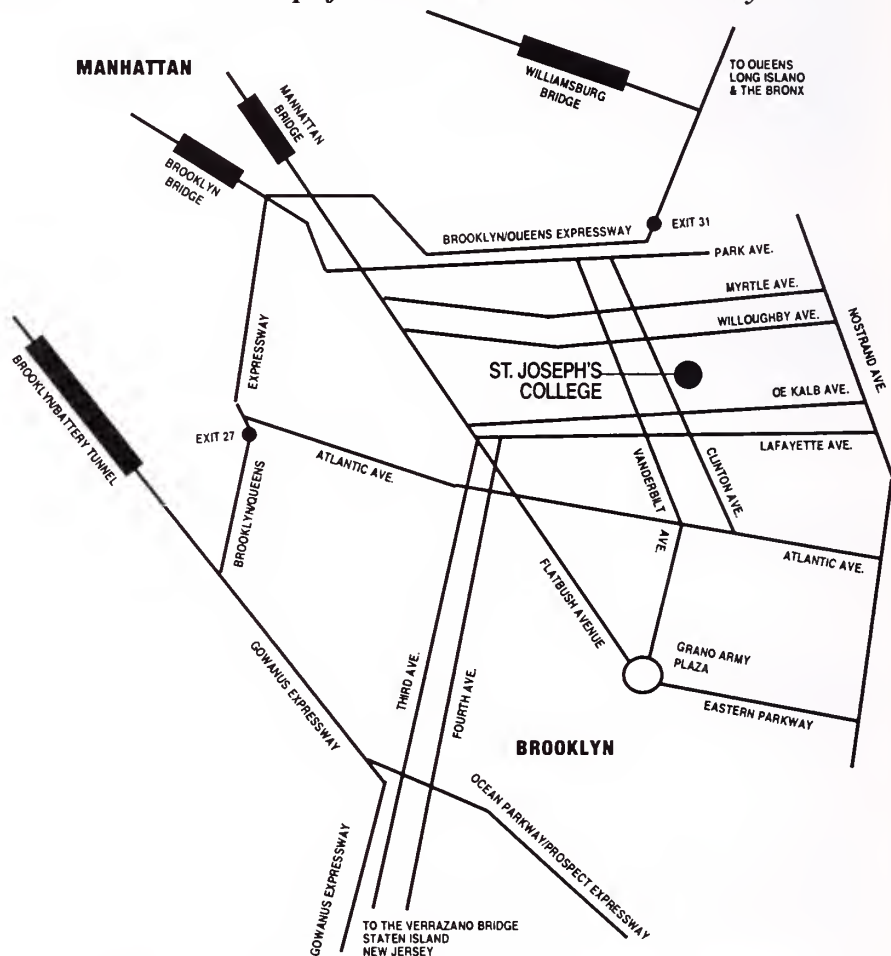 MANHATTAN
MANHATTAN
BRIDGE
WILLIAMSBURG
BRIDGE
TO OUEENS
LONG ISLAND
& THE BRONX
BROOKLYN
BRIDGE
BROOKLYN/OUEENS EXPRESSWAY
EXIT 31
PARK AVE.
MYRTLE AVE.
WILLOUGHBY AVE.
NOSTRAND AVE.
EXPRESSWAY
BROOKLYN/BATTERY TUNNEL
ST. JOSEPH'S
COLLEGE
OE KALB AVE.
LAFAYETTE AVE.
EXIT 27
ATLANTIC AVE.
BROOKLYN/QUEENS
VANDERBILT
AVE.
CLINTON AVE.
ATLANTIC AVE.
FLATBUSH AVENUE
GRANO ARMY
PLAZA
EASTERN PARKWAY
GOWANUS EXPRESSWAY
THIRD AVE.
FOURTH AVE.
BROOKLYN
OCEAN PARKWAY/PROSPECT EXPRESSWAY
GOWANUS EXPRESSWAY
TO THE VERRAZANO BRIDGE
STATEN ISLAND
NEW JERSEY